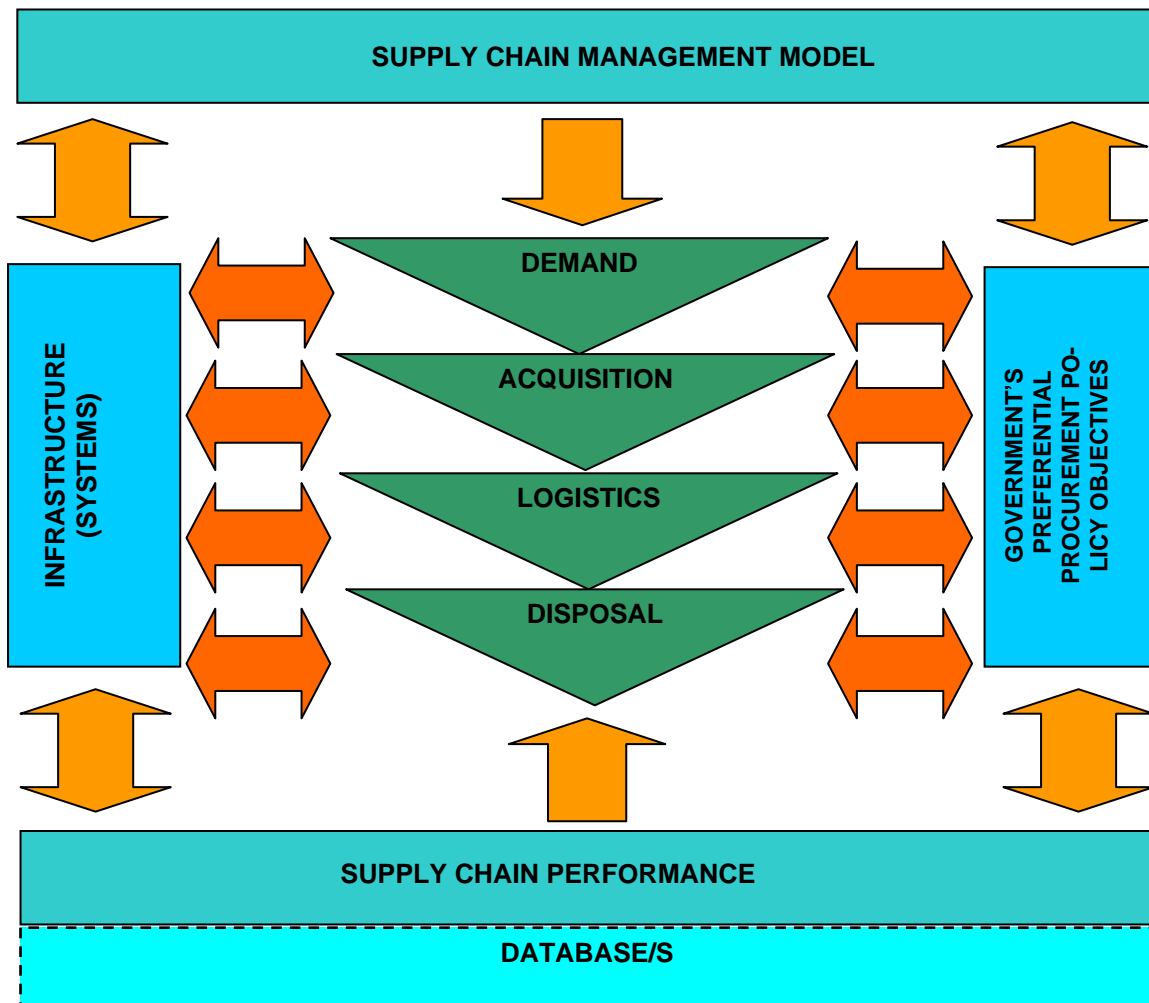 SUPPLY CHAIN MANAGEMENT MODEL
DEMAND
ACQUISITION
LOGISTICS
DISPOSAL
INFRASTRUCTURE
(SYSTEMS)
GOVERNMENT'S
PREFERENTIAL
PROCUREMENT PO-
LICY OBJECTIVES
SUPPLY CHAIN PERFORMANCE
DATABASE/S